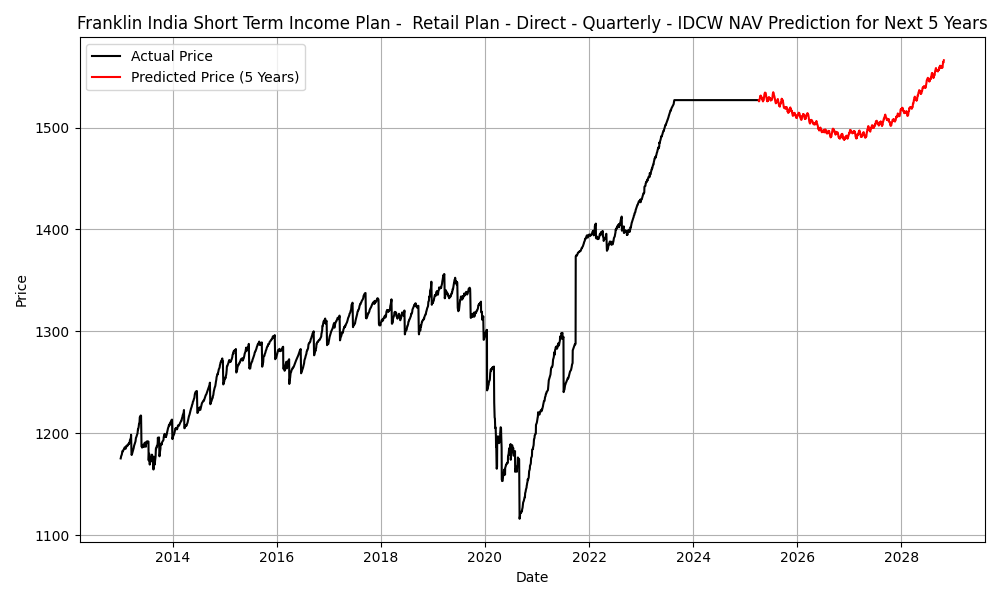 Franklin India Short Term Income Plan -  Retail Plan - Direct - Quarterly - IDCW NAV Prediction for Next 5 Years
Actual Price
Predicted Price (5 Years)
1500
1400
1300
1200
1100
Price
2014 2016 2018 2020 2022 2024 2026 2028
Date